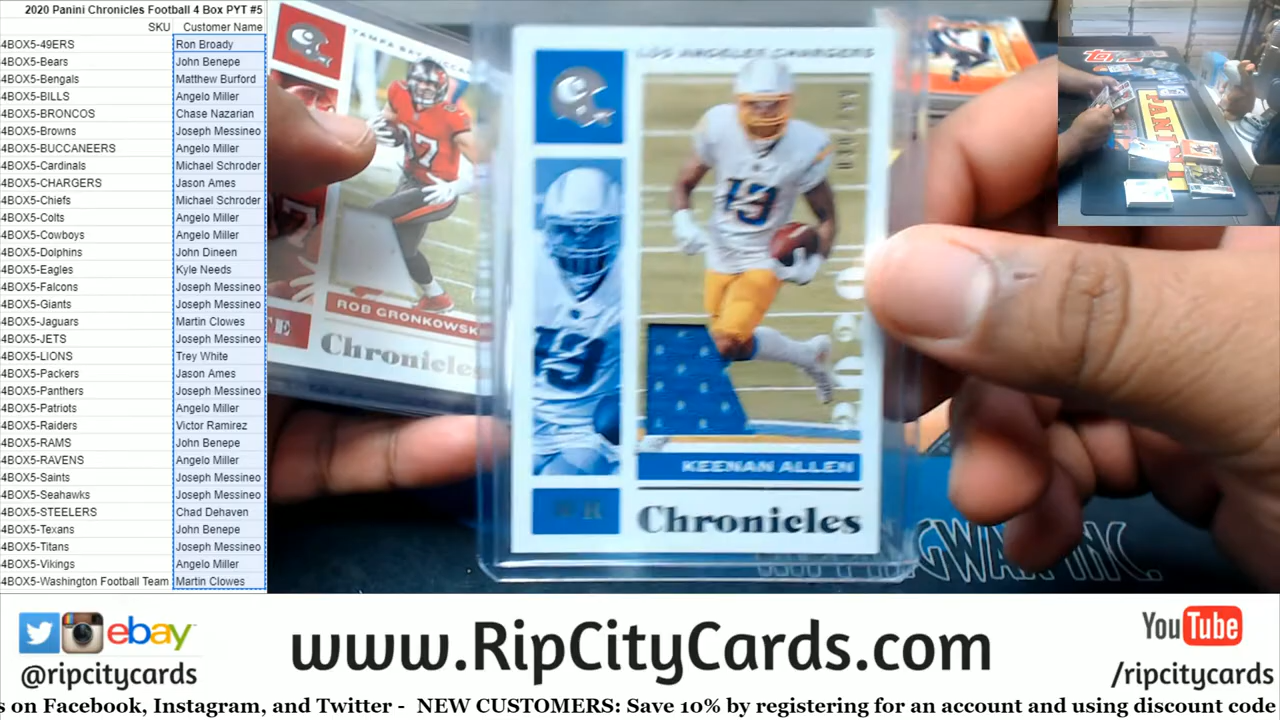 2020 Panini Chronicles Football 4 Box PYT #5
SKU Customer Name
4BOX5-49ERS Ron Broady
4BOX5-Bears John Benepe
4BOX5-Bengals Matthew Burford
4BOX5-BILLS Angelo Miller
4BOX5-BRONCOS Chase Nazarian
4BOX5-Browns Joseph Messineo
4BOX5-BUCCANEERS Angelo Miller
4BOX5-Cardinals Michael Schroder
4BOX5-CHARGERS Jason Ames
4BOX5-Chiefs Michael Schroder
4BOX5-Colts Angelo Miller
4BOX5-Cowboys Angelo Miller
4BOX5-Dolphins John Dineen
4BOX5-Eagles Kyle Needs
4BOX5-Falcons Joseph Messineo
4BOX5-Giants Joseph Messineo
4BOX5-Jaguars Martin Clowes
4BOX5-JETS Joseph Messineo
4BOX5-LIONS Trey White
4BOX5-Packers Jason Ames
4BOX5-Panthers Joseph Messineo
4BOX5-Patriots Angelo Miller
4BOX5-Raiders Victor Ramirez
4BOX5-RAMS John Benepe
4BOX5-RAVENS Angelo Miller
4BOX5-Saints Joseph Messineo
4BOX5-Seahawks Joseph Messineo
4BOX5-STEELERS Chad Dehaven
4BOX5-Texans John Benepe
4BOX5-Titans Joseph Messineo
4BOX5-Vikings Angelo Miller
4BOX5-Washington Football Team Martin Clowes
ROB GRONKOWSK
Chronicles
LOS ANGELES CHARGERS
13
KEENAN ALLEN
WR
Chronicles
Topps
PANINI
ebay
@ripcitycards
www.RipCityCards.com
YouTube
/ripcitycards
s on Facebook, Instagram, and Twitter - NEW CUSTOMERS: Save 10% by registering for an account and using discount code